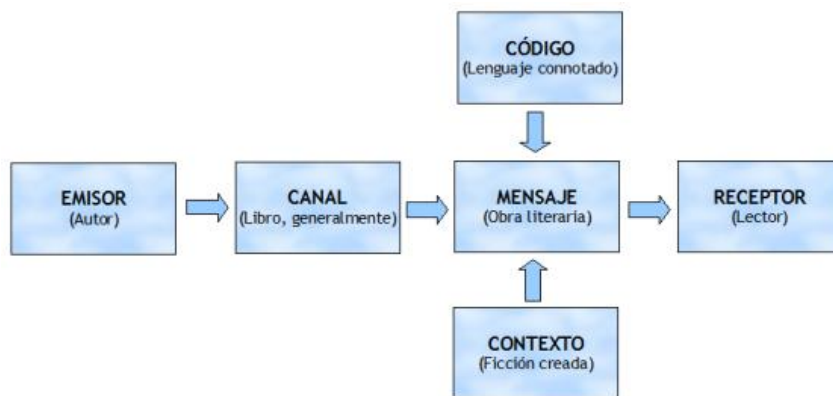 CÓDIGO
(Lenguaje connotado)
EMISOR
(Autor)
CANAL
(Libro, generalmente)
MENSAJE
(Obra literaria)
RECEPTOR
(Lector)
CONTEXTO
(Ficción creada)